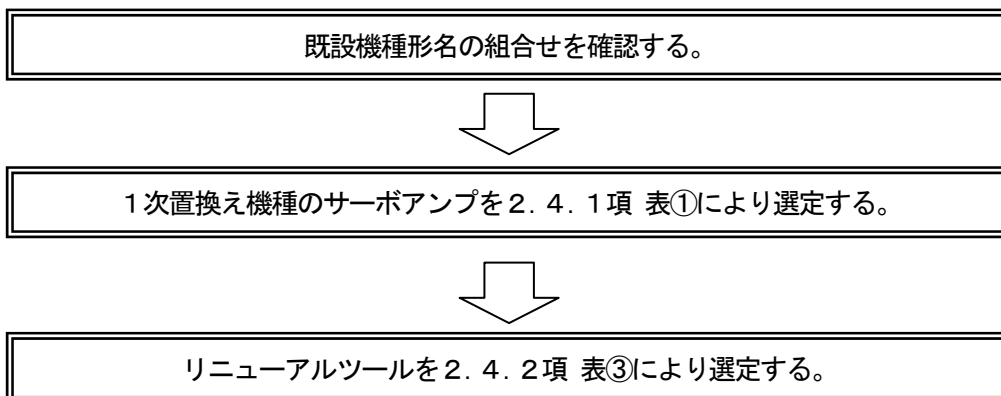 既設機種形名の組合せを確認する。
1次置換え機種のサーボアンプを2．4．1項 表①により選定する。
リニューアルツールを2．4．2項 表③により選定する。